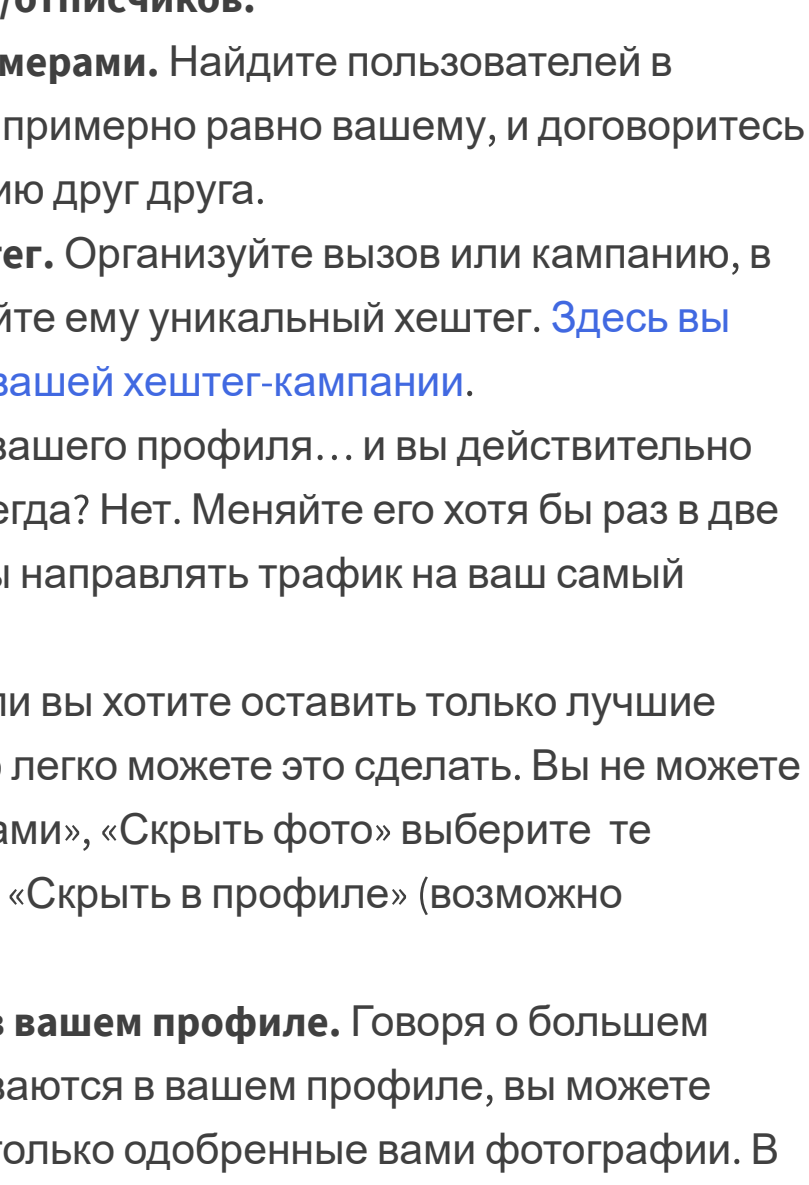 /отписчиков.
мерами. Найдите пользователей в
примерно равно вашему, и договоритесь
ию друг друга.
тег. Организуйте вызов или кампанию, в
йте ему уникальный хештег. Здесь вы
вашей хештег-кампании.
вашего профиля… и вы действительно
егда? Нет. Меняйте его хотя бы раз в две
ы направлять трафик на ваш самый
ли вы хотите оставить только лучшие
о легко можете это сделать. Вы не можете
ами», «Скрыть фото» выберите те
«Скрыть в профиле» (возможно
в вашем профиле. Говоря о большем
ваются в вашем профиле, вы можете
только одобренные вами фотографии. В